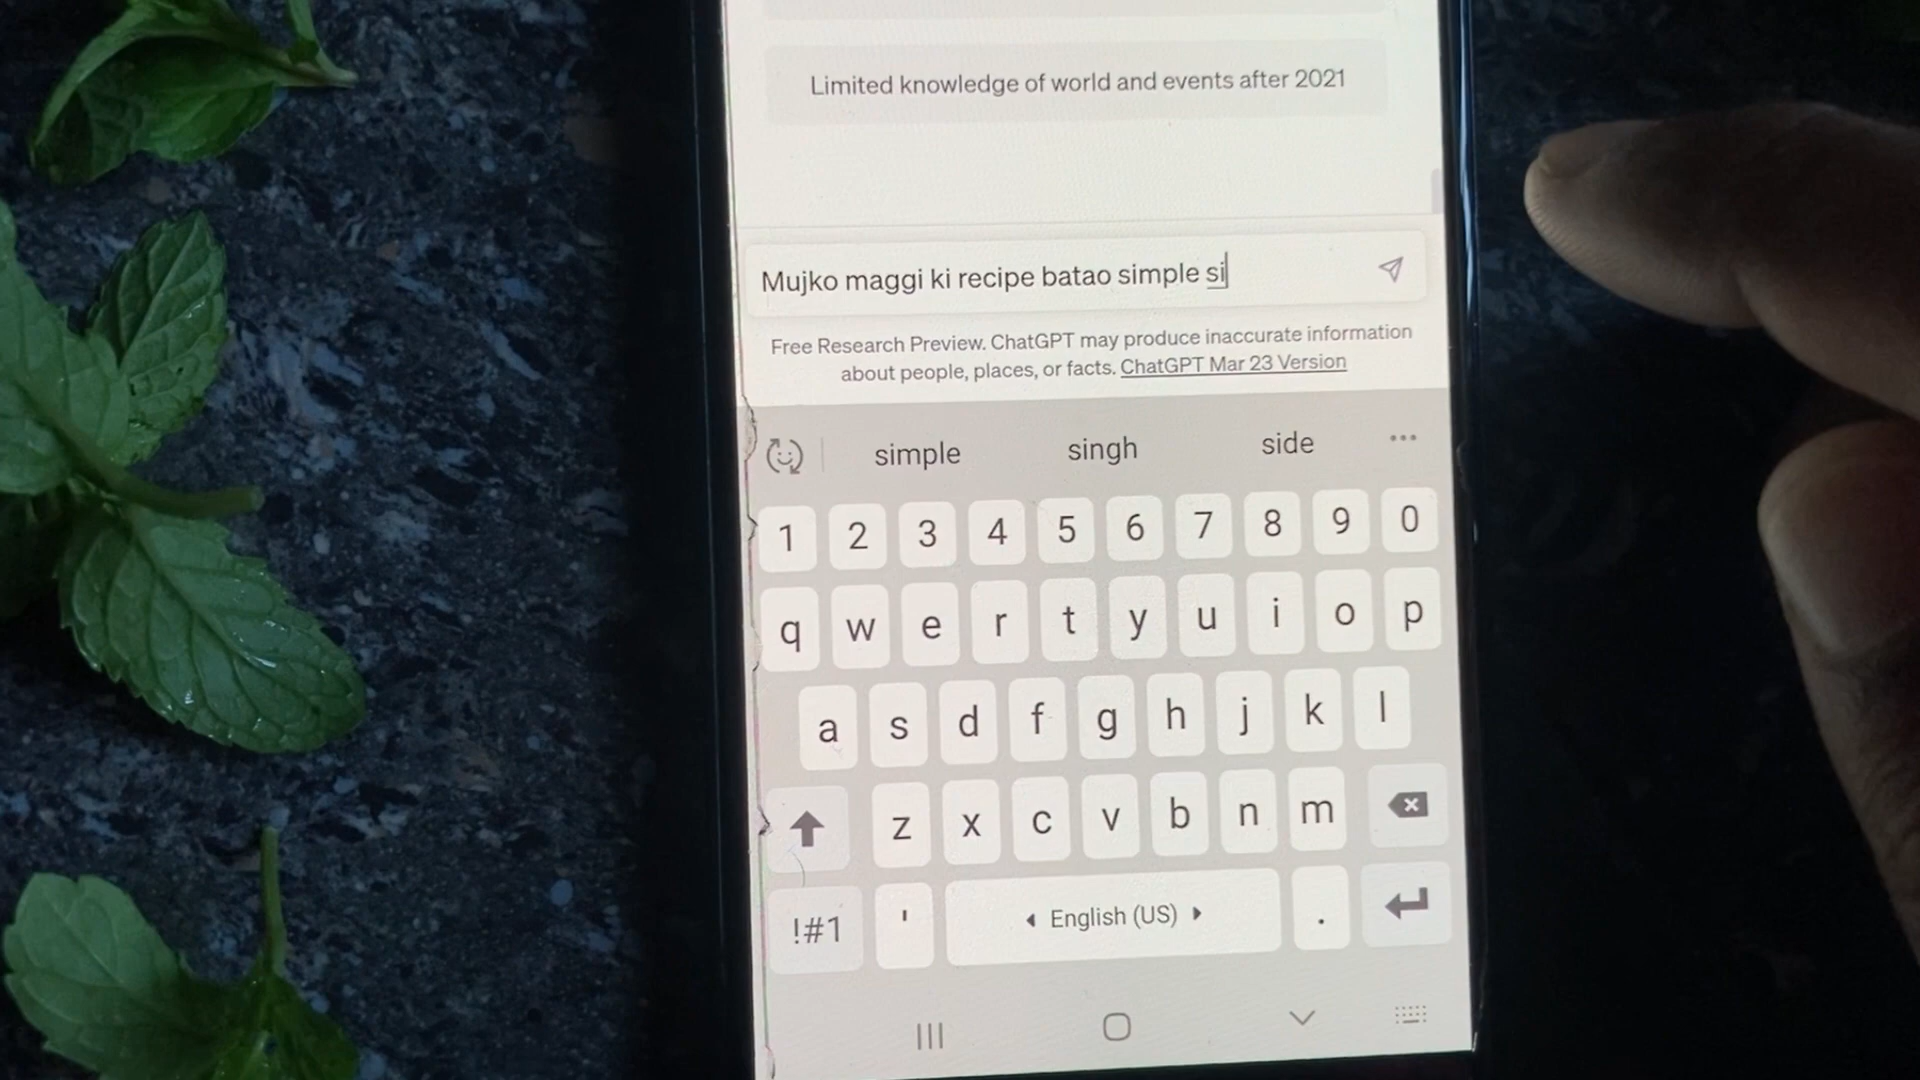 Limited knowledge of world and events after 2021
Mujko maggi ki recipe batao simple si
Free Research Preview. ChatGPT may produce inaccurate information
about people, places, or facts. ChatGPT Mar 23 Version
simple singh side
1 2 3 4 5 6 7 8 9 0
q w e r t y u i o p
a s d f g h j k l
z x c v b n m
!#1 ' English (US) .